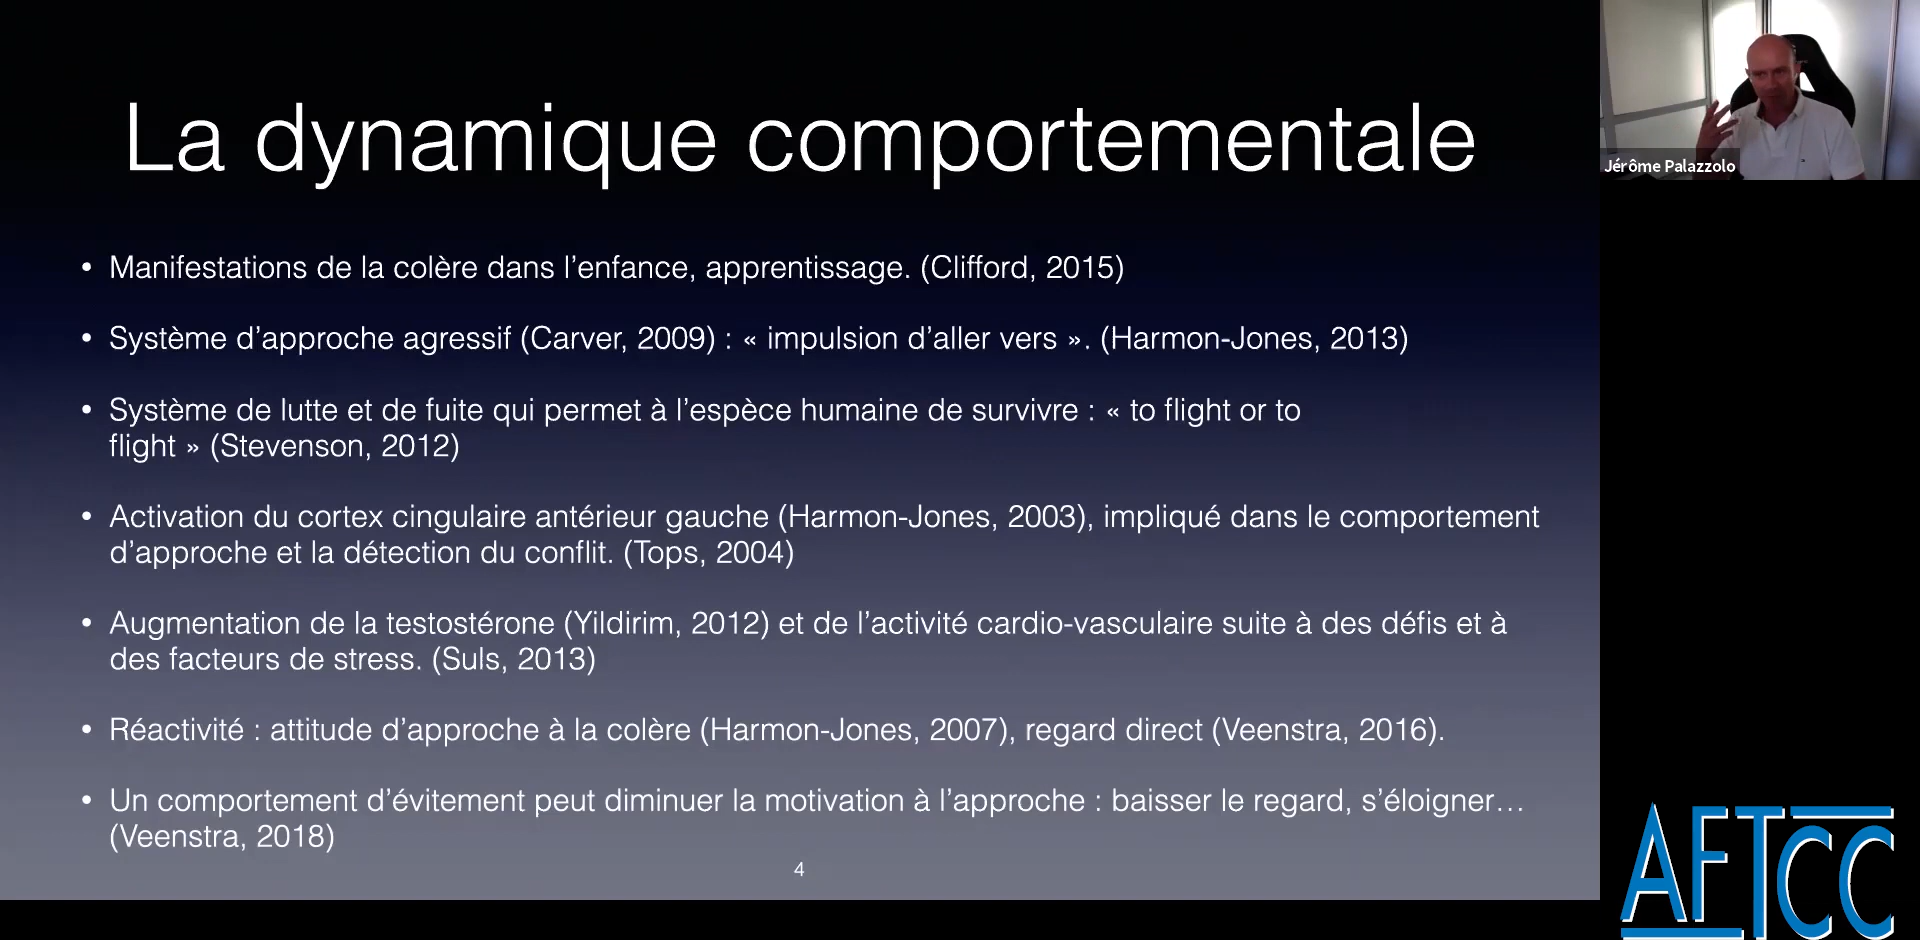 La dynamique comportementale
• Manifestations de la colère dans l’enfance, apprentissage. (Clifford, 2015)
• Système d’approche agressif (Carver, 2009) : « impulsion d’aller vers ». (Harmon-Jones, 2013)
• Système de lutte et de fuite qui permet à l’espèce humaine de survivre : « to flight or to
flight » (Stevenson, 2012)
• Activation du cortex cingulaire antérieur gauche (Harmon-Jones, 2003), impliqué dans le comportement
d’approche et la détection du conflit. (Tops, 2004)
• Augmentation de la testostérone (Yildirim, 2012) et de l’activité cardio-vasculaire suite à des défis et à
des facteurs de stress. (Suls, 2013)
• Réactivité : attitude d’approche à la colère (Harmon-Jones, 2007), regard direct (Veenstra, 2016).
• Un comportement d’évitement peut diminuer la motivation à l’approche : baisser le regard, s’éloigner…
(Veenstra, 2018)
4
Jérôme Palazzolo
AFTCC